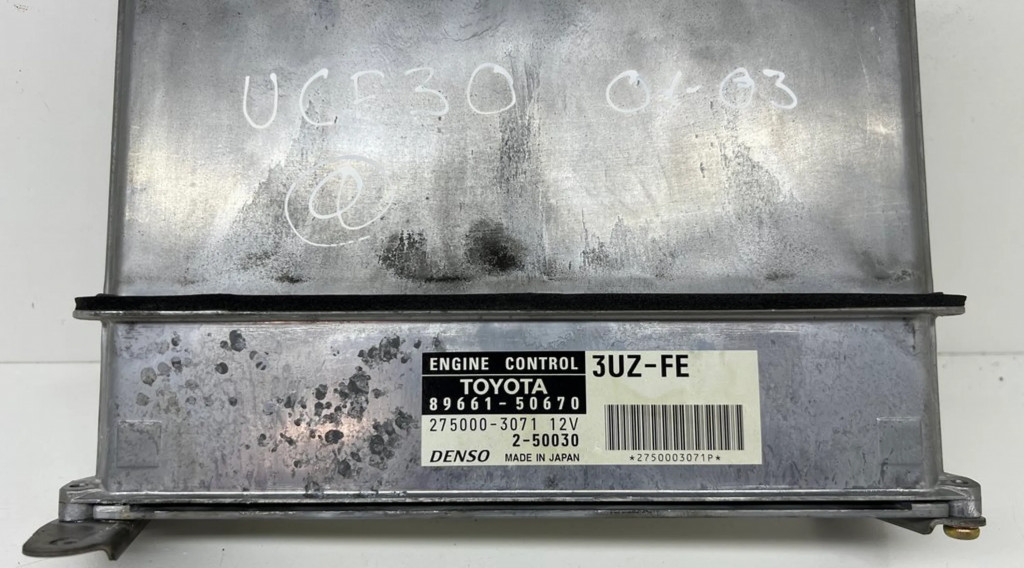 UCF30 01-03
1
ENGINE CONTROL 3UZ-FE
TOYOTA
89661-50670
275000-3071 12V
2-50030
DENSO MADE IN JAPAN
*2750003071P*